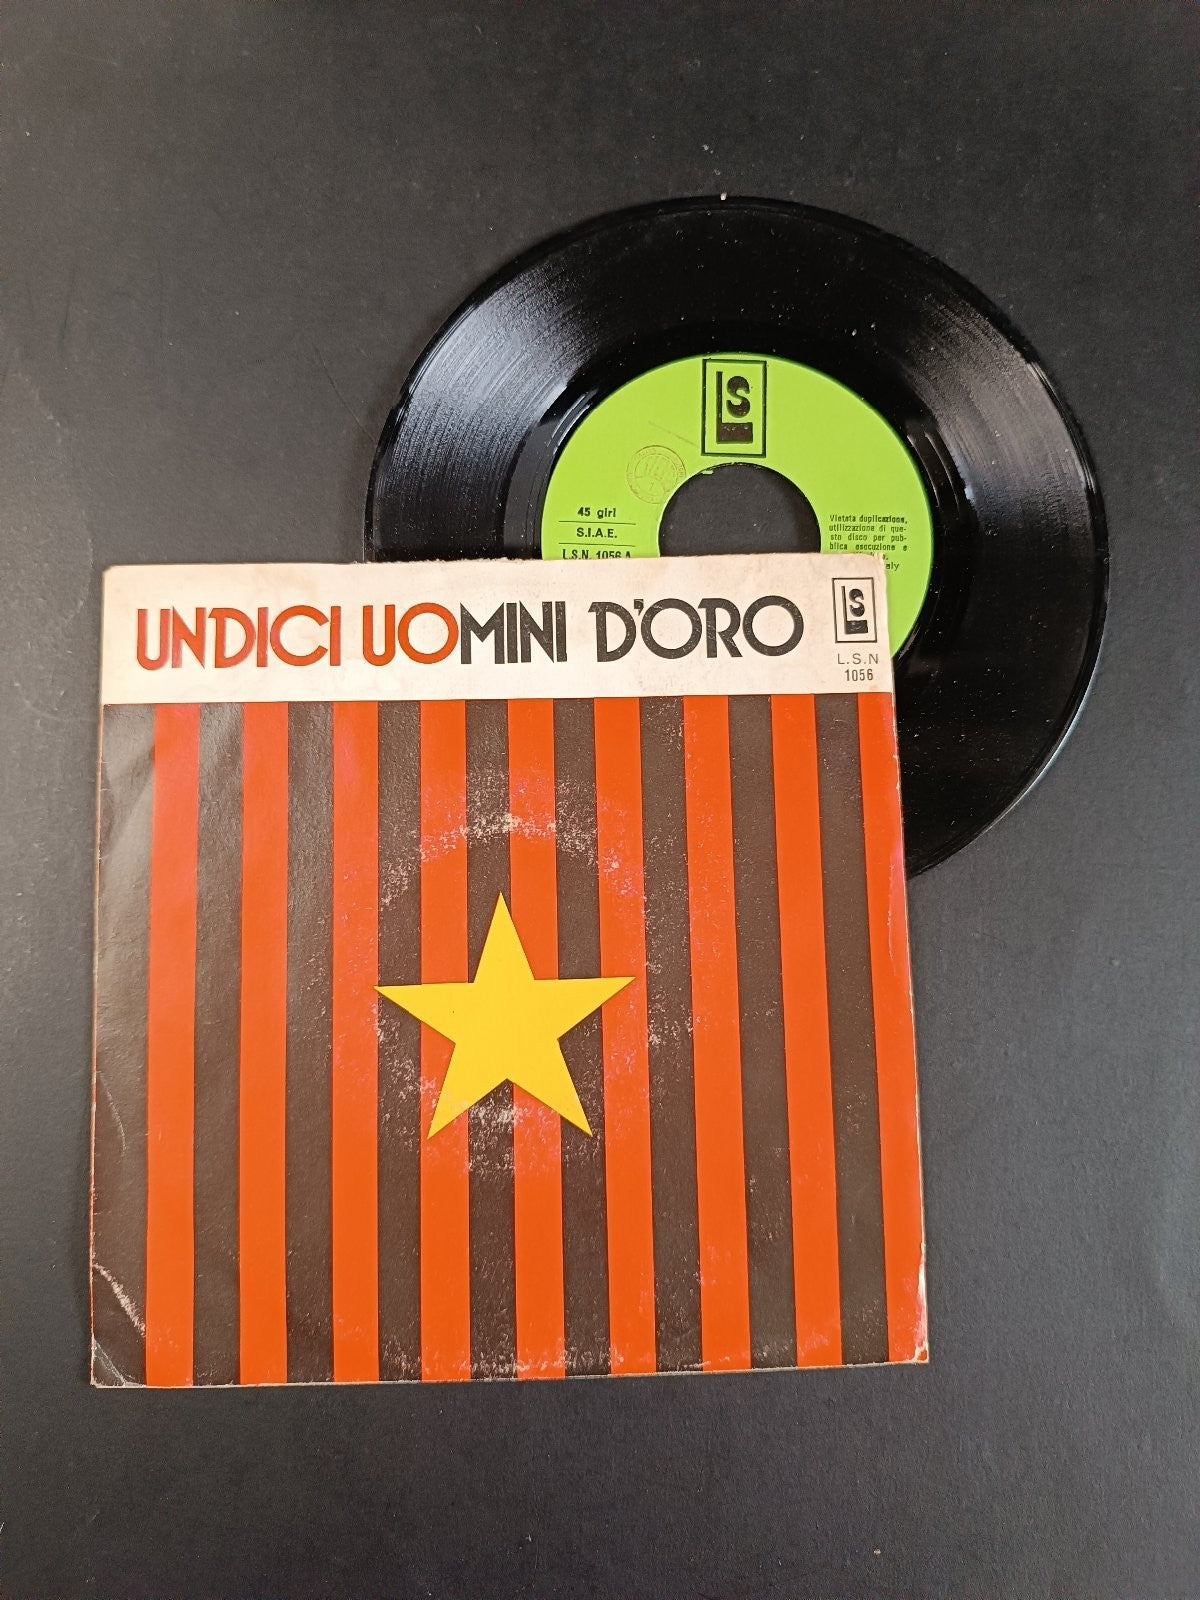 LS
45 giri
S.I.A.E.
L.S.N. 1056 A
Vietata duplicazione,
utilizzazione di que-
sto disco per pub-
blica esecuzione e
UNDICI UOMINI D'ORO
LS
L.S.N
1056